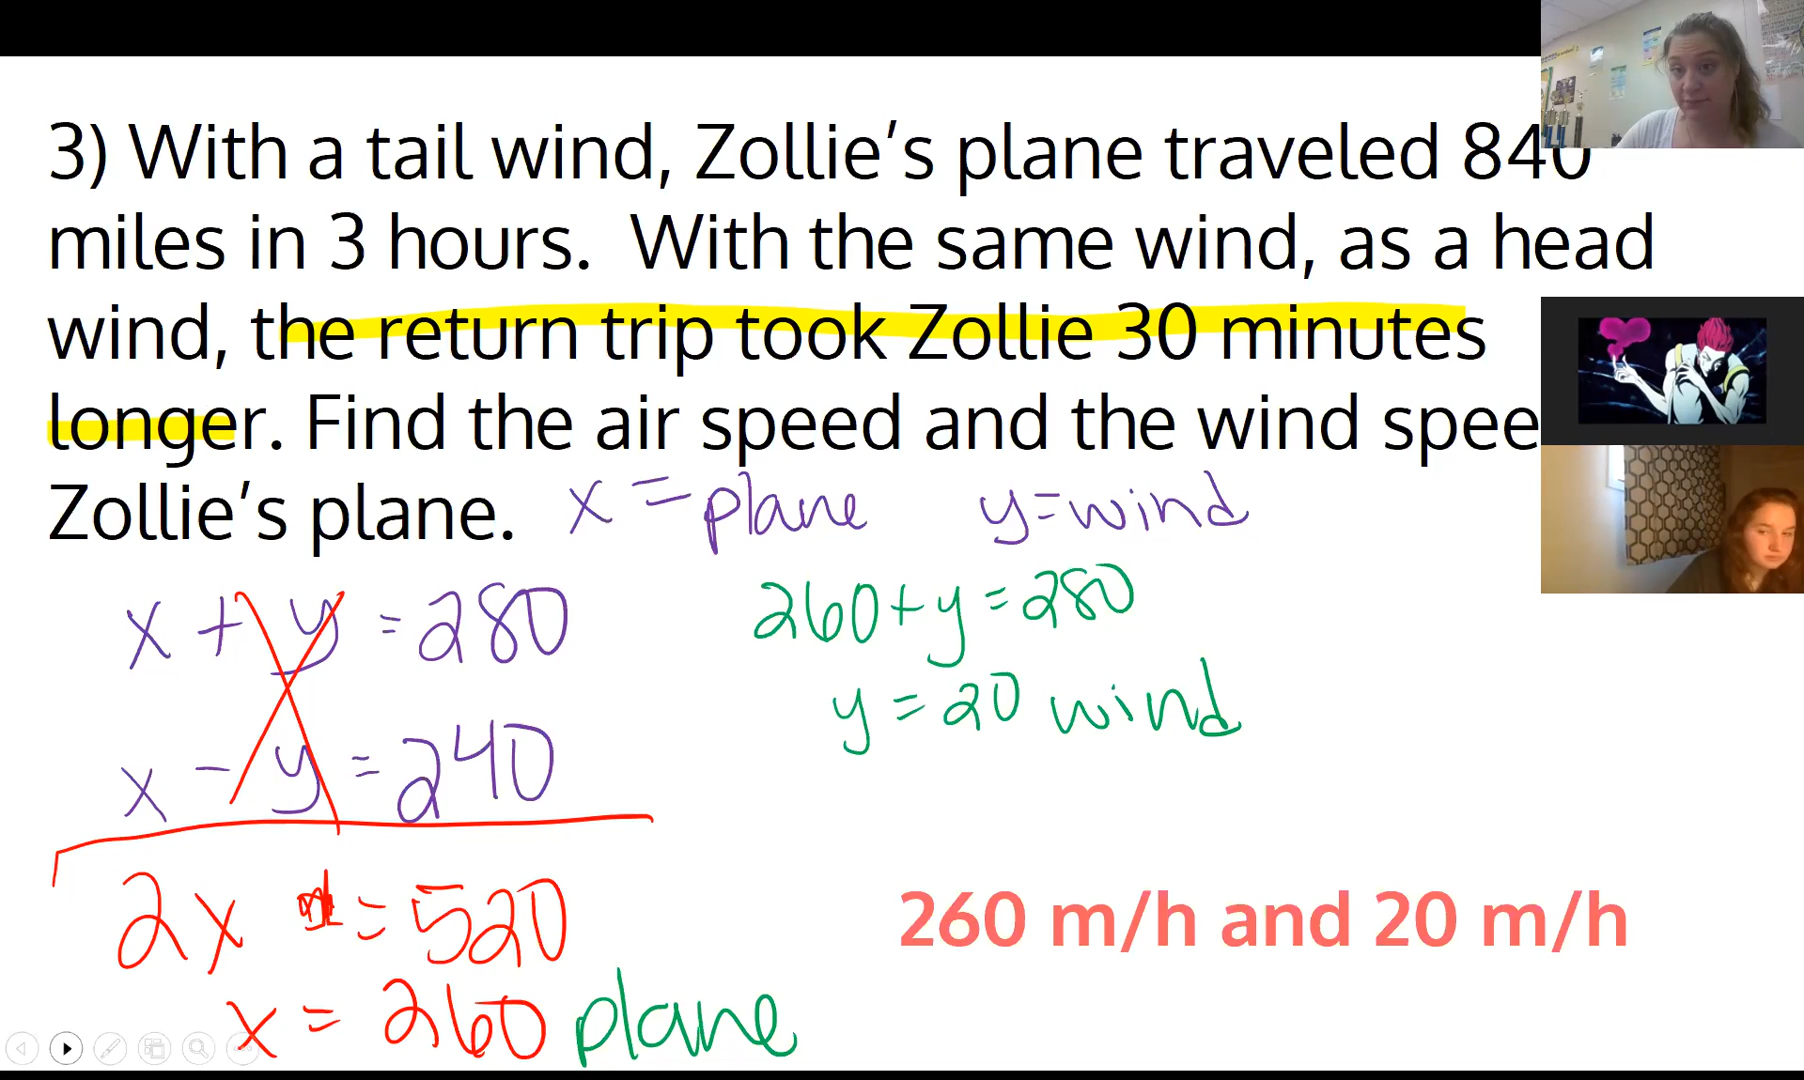 3) With a tail wind, Zollie's plane traveled 840
miles in 3 hours. With the same wind, as a head
wind, the return trip took Zollie 30 minutes
longer. Find the air speed and the wind spee
Zollie's plane. x = plane y=wind
x + y = 280
260+y=280
y = 20 wind
x - y = 240
2x = 520
260 m/h and 20 m/h
x = 260 plane